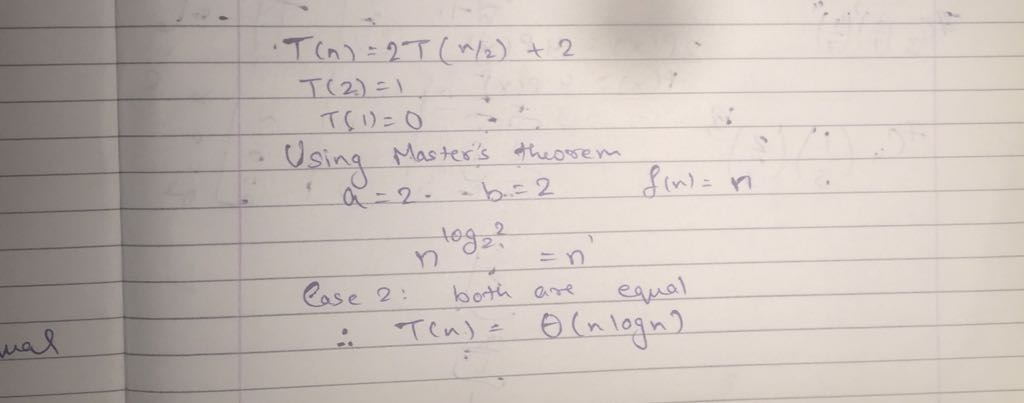 T(n) = 2T(n/2) + 2
T(2) = 1
T(1) = 0
Using Master's theorem
a = 2 b = 2 f(n) = n
n^log₂2 = n¹
Case 2: both are equal
∴ T(n) = Θ(n log n)